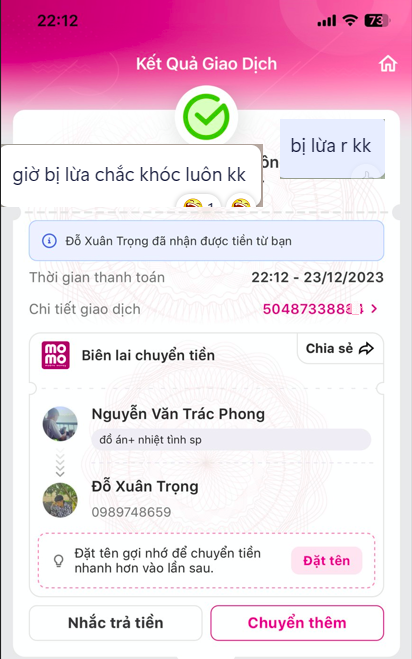 22:12
73
Kết Quả Giao Dịch
bị lừa r kk
giờ bị lừa chắc khóc luôn kk
1
Đỗ Xuân Trọng đã nhận được tiền từ bạn
Thời gian thanh toán
22:12 - 23/12/2023
Chi tiết giao dịch
mo
mo
Biên lai chuyển tiền
Chia sẻ
Nguyễn Văn Trác Phong
đồ án+ nhiệt tình sp
Đỗ Xuân Trọng
0989748659
Đặt tên gợi nhớ để chuyển tiền
nhanh hơn vào lần sau.
Đặt tên
Nhắc trả tiền
Chuyển thêm